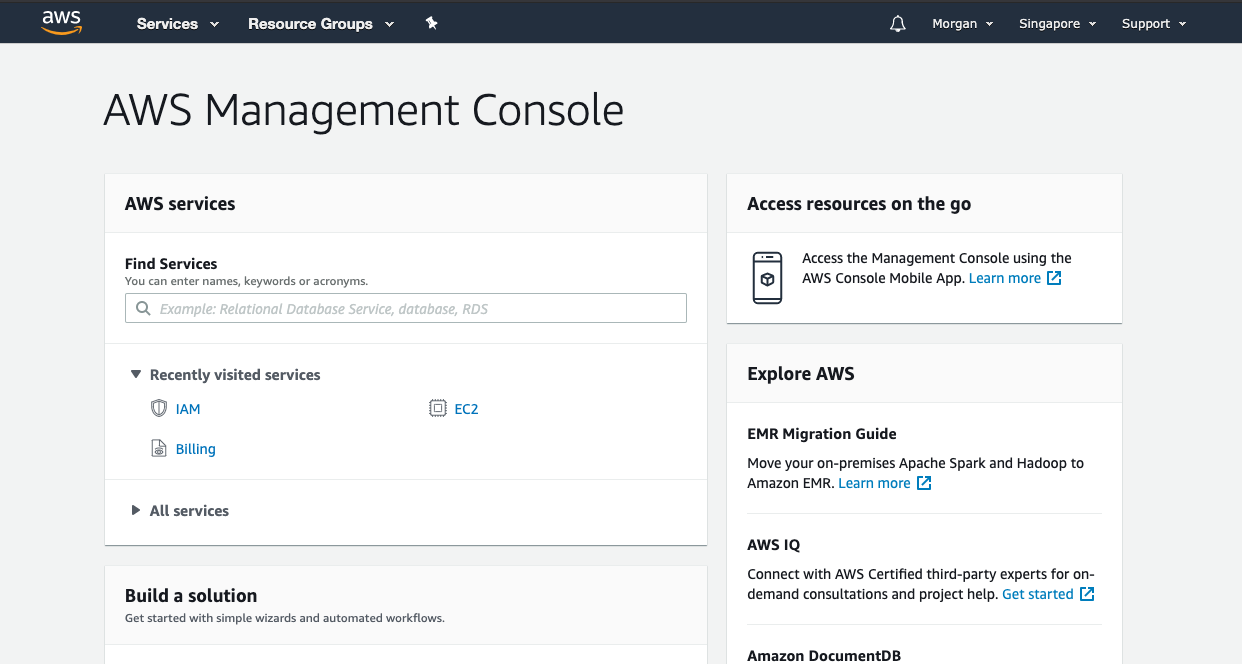 aws Services Resource Groups Morgan Singapore Support
AWS Management Console
AWS services
Find Services
You can enter names, keywords or acronyms.
Example: Relational Database Service, database, RDS
Recently visited services
IAM EC2
Billing
All services
Build a solution
Get started with simple wizards and automated workflows.
Access resources on the go
Access the Management Console using the
AWS Console Mobile App. Learn more
Explore AWS
EMR Migration Guide
Move your on-premises Apache Spark and Hadoop to
Amazon EMR. Learn more
AWS IQ
Connect with AWS Certified third-party experts for on-
demand consultations and project help. Get started
Amazon DocumentDB